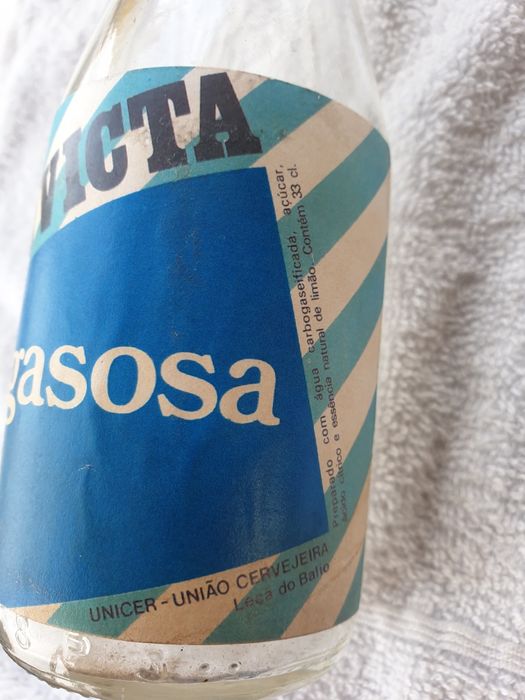 VICTA
gasosa
Preparado com água carbogaseificada, açúcar,
Ácido cítrico e essência natural de limão. Contém 33 cl.
UNICER - UNIÃO CERVEJEIRA
Leça do Balio